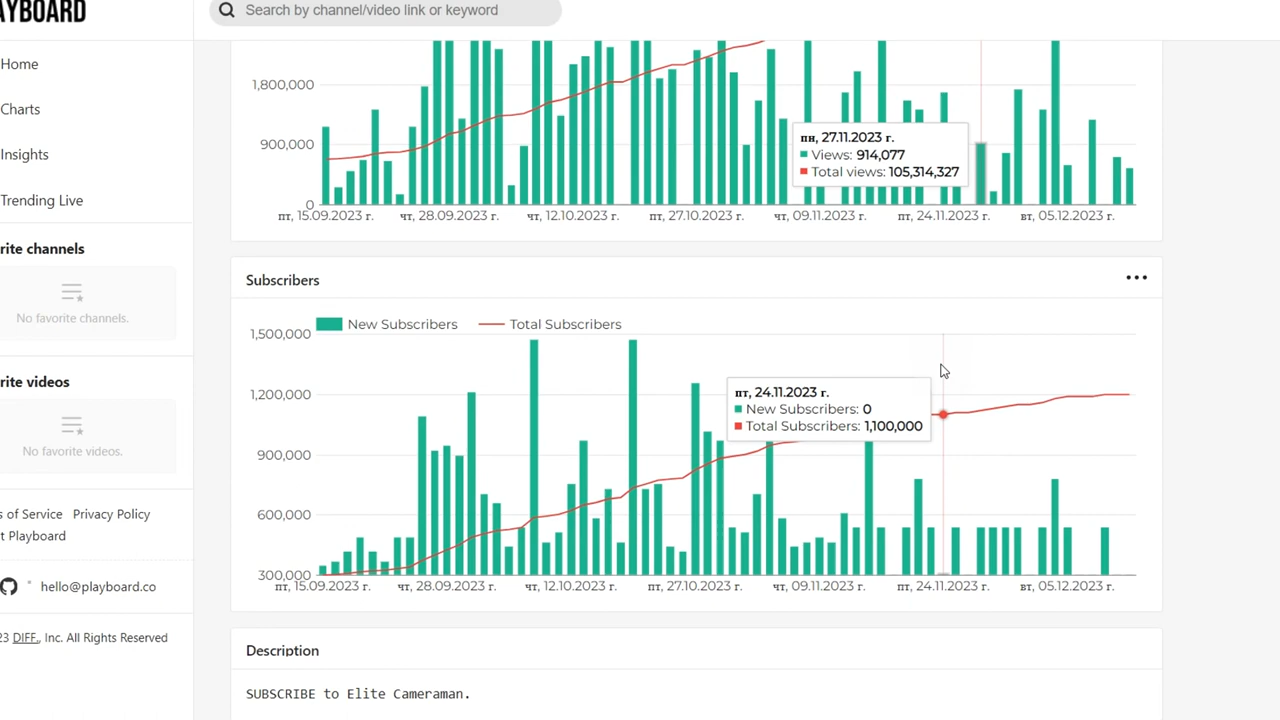 AYBOARD
Search by channel/video link or keyword
Home
Charts
Insights
Trending Live
rite channels
No favorite channels.
rite videos
No favorite videos.
s of Service Privacy Policy
t Playboard
hello@playboard.co
23 DIFF., Inc. All Rights Reserved
1,800,000
900,000
0
пн, 27.11.2023 г.
Views: 914,077
Total views: 105,314,327
пт, 15.09.2023 г. чт, 28.09.2023 г. чт, 12.10.2023 г. пт, 27.10.2023 г. чт, 09.11.2023 г. пт, 24.11.2023 г. вт, 05.12.2023 г.
Subscribers
New Subscribers Total Subscribers
1,500,000
1,200,000
900,000
600,000
300,000
пт, 24.11.2023 г.
New Subscribers: 0
Total Subscribers: 1,100,000
пт, 15.09.2023 г. чт, 28.09.2023 г. чт, 12.10.2023 г. пт, 27.10.2023 г. чт, 09.11.2023 г. пт, 24.11.2023 г. вт, 05.12.2023 г.
Description
SUBSCRIBE to Elite Cameraman.